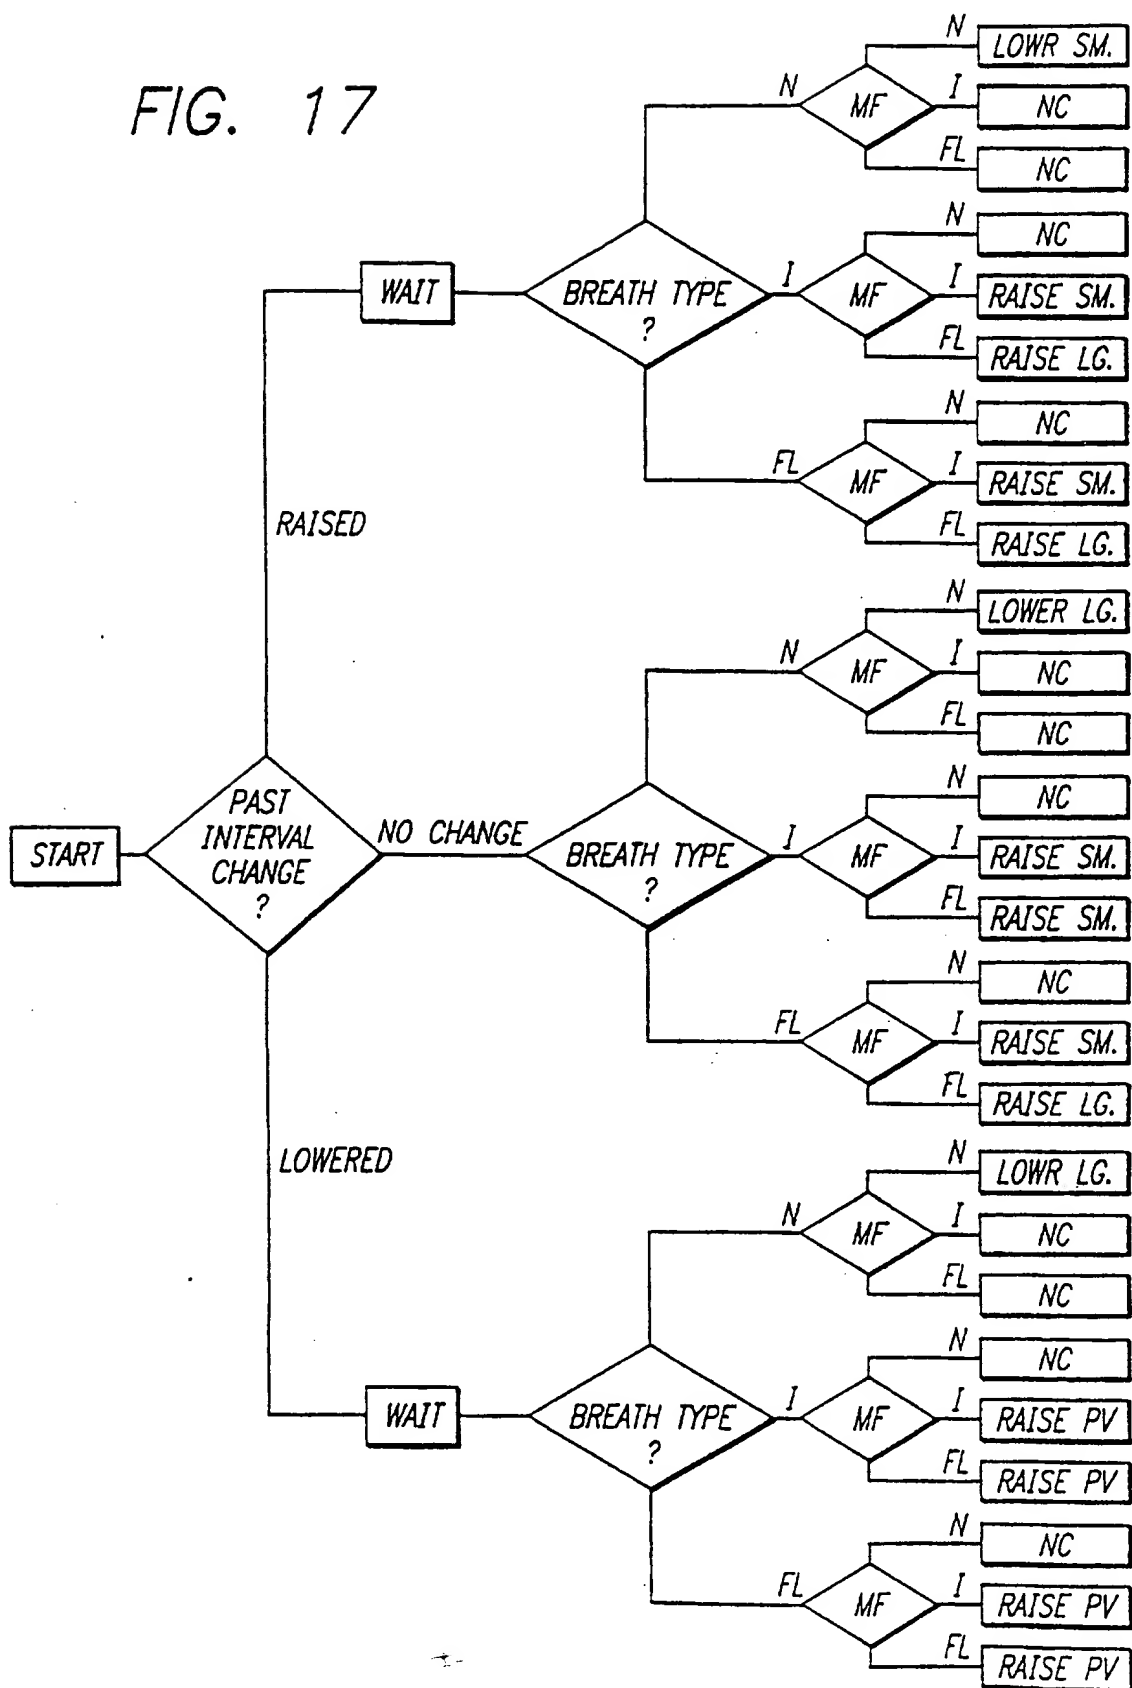 FIG. 17
N
LOWR SM.
N
MF
I
NC
FL
NC
N
NC
WAIT
BREATH TYPE
?
I
MF
I
RAISE SM.
FL
RAISE LG.
N
NC
FL
MF
I
RAISE SM.
FL
RAISE LG.
RAISED
N
LOWER LG.
N
MF
I
NC
FL
NC
START
PAST
INTERVAL
CHANGE
?
NO CHANGE
BREATH TYPE
?
N
NC
I
MF
I
RAISE SM.
FL
RAISE SM.
N
NC
FL
MF
I
RAISE SM.
FL
RAISE LG.
LOWERED
N
LOWR LG.
N
MF
I
NC
FL
NC
WAIT
BREATH TYPE
?
N
NC
I
MF
I
RAISE PV
FL
RAISE PV
N
NC
FL
MF
I
RAISE PV
FL
RAISE PV